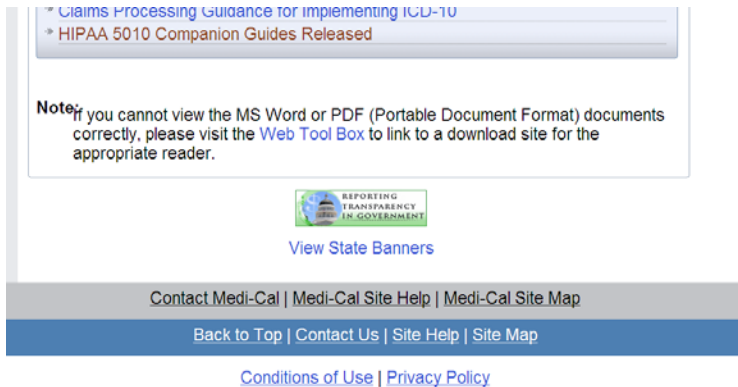 Claims Processing Guidance for Implementing ICD-10
HIPAA 5010 Companion Guides Released
Note:
If you cannot view the MS Word or PDF (Portable Document Format) documents
correctly, please visit the Web Tool Box to link to a download site for the
appropriate reader.
REPORTING
TRANSPARENCY
IN GOVERNMENT
View State Banners
Contact Medi-Cal | Medi-Cal Site Help | Medi-Cal Site Map
Back to Top | Contact Us | Site Help | Site Map
Conditions of Use | Privacy Policy